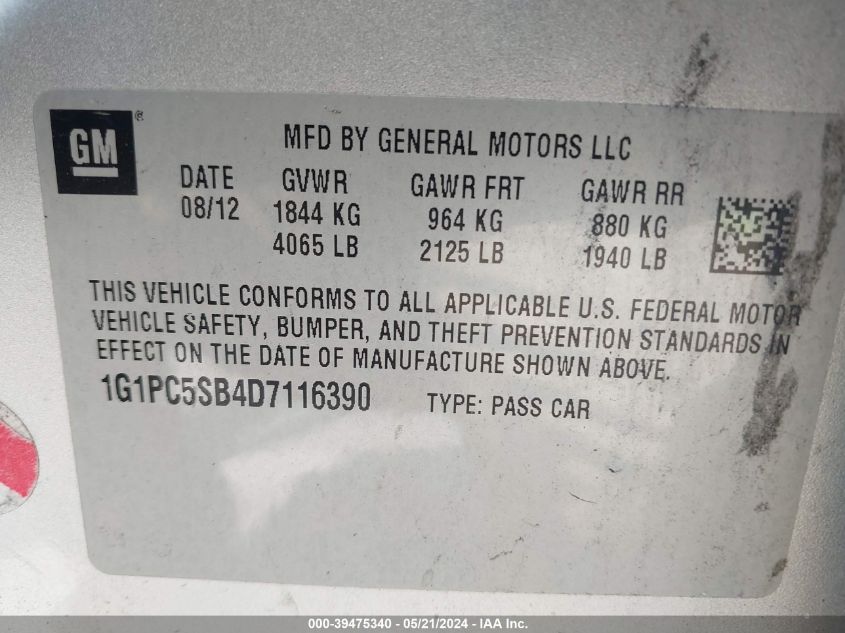 GM ®
MFD BY GENERAL MOTORS LLC
DATE GVWR GAWR FRT GAWR RR
08/12 1844 KG 964 KG 880 KG
4065 LB 2125 LB 1940 LB
THIS VEHICLE CONFORMS TO ALL APPLICABLE U.S. FEDERAL MOTOR
VEHICLE SAFETY, BUMPER, AND THEFT PREVENTION STANDARDS IN
EFFECT ON THE DATE OF MANUFACTURE SHOWN ABOVE.
1G1PC5SB4D7116390 TYPE: PASS CAR
000-39475340 - 05/21/2024 - IAA Inc.